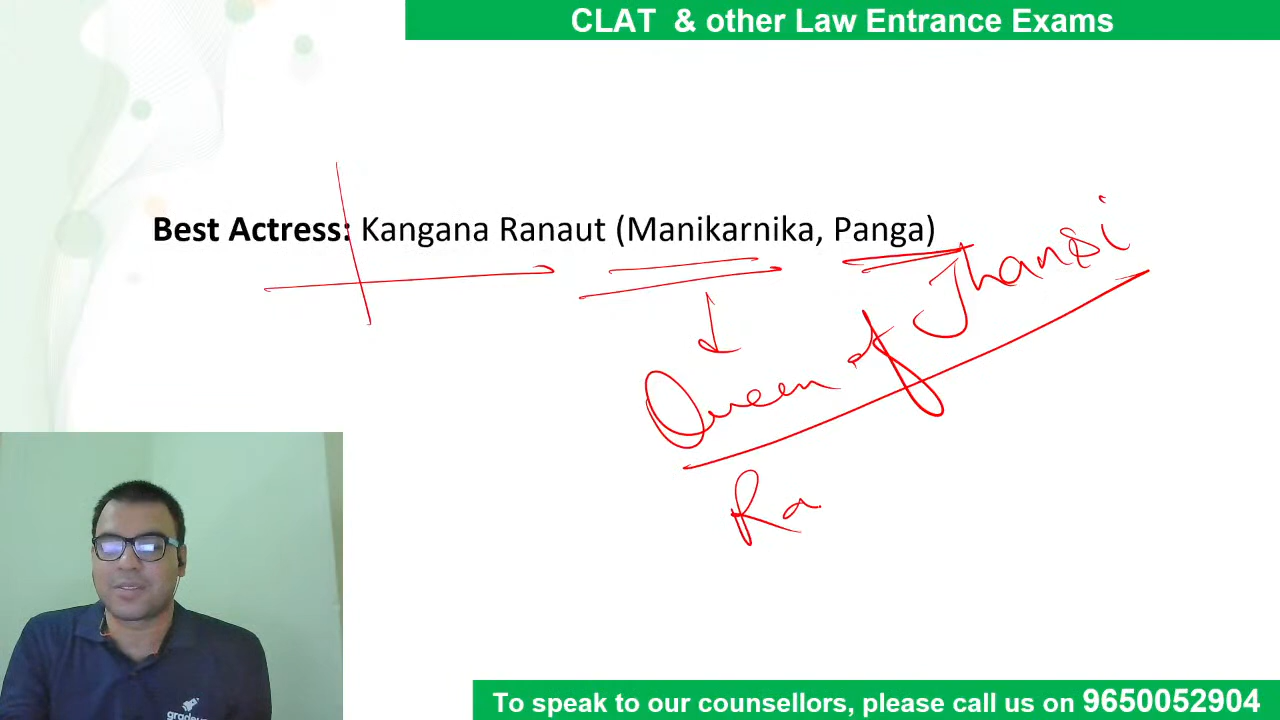 CLAT & other Law Entrance Exams
Best Actress: Kangana Ranaut (Manikarnika, Panga)
Queen of Jhansi
Ra
To speak to our counsellors, please call us on 9650052904